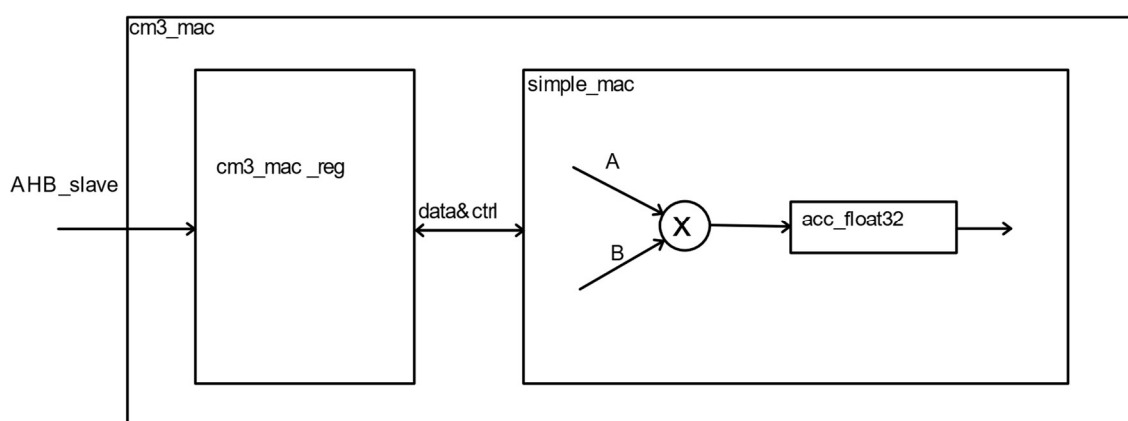 cm3_mac
simple_mac
cm3_mac _reg
A
AHB_slave
data&ctrl
X
acc_float32
B